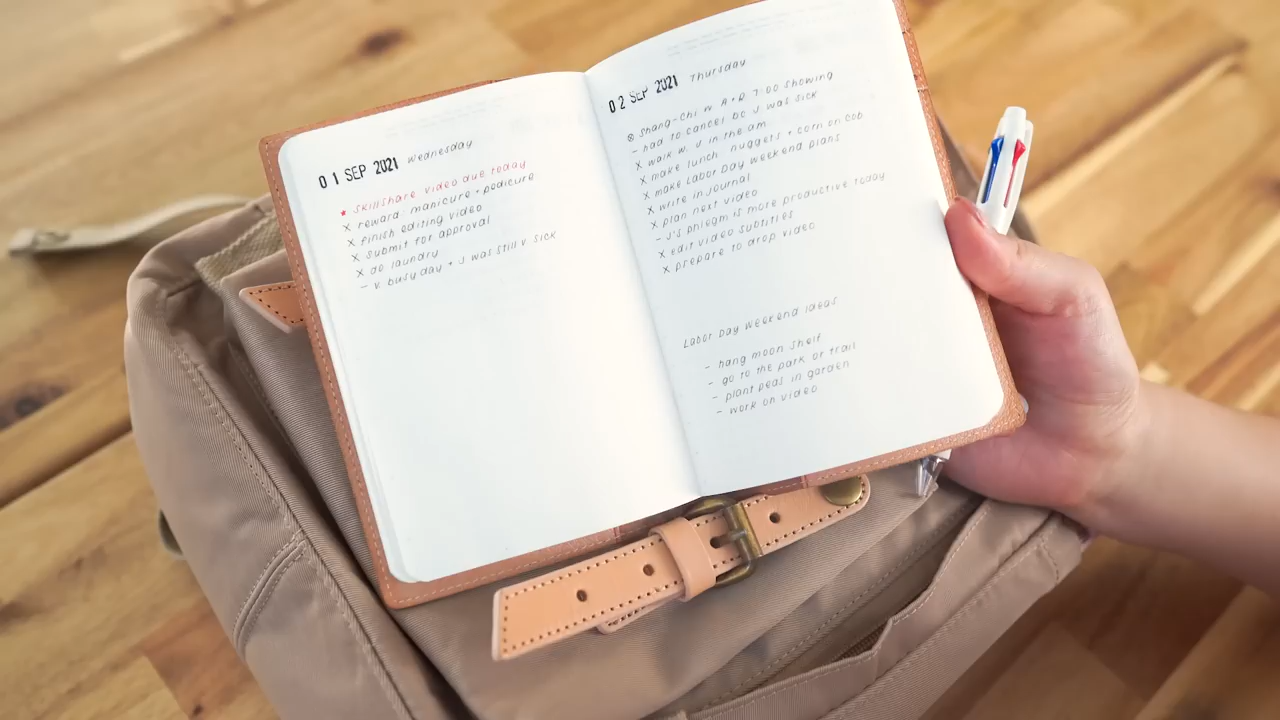 01 SEP 2021 Wednesday
★ Skillshare video due today
X reward: manicure + pedicure
X finish editing video
X submit for approval
X do laundry
- v. busy day + J was still v. sick
02 SEP 2021 Thursday
⊗ Shang-Chi w. A+R 7:00 Showing
- had to cancel bc J was sick
X walk w. J in the am
X make lunch: nuggets + corn on cob
X make Labor Day weekend plans
X write in journal
X plan next video
- J's phlegm is more productive today
X edit video subtitles
X prepare to drop video
Labor Day Weekend Ideas
- hang moon shelf
- go to the park or trail
- plant peas in garden
- work on video